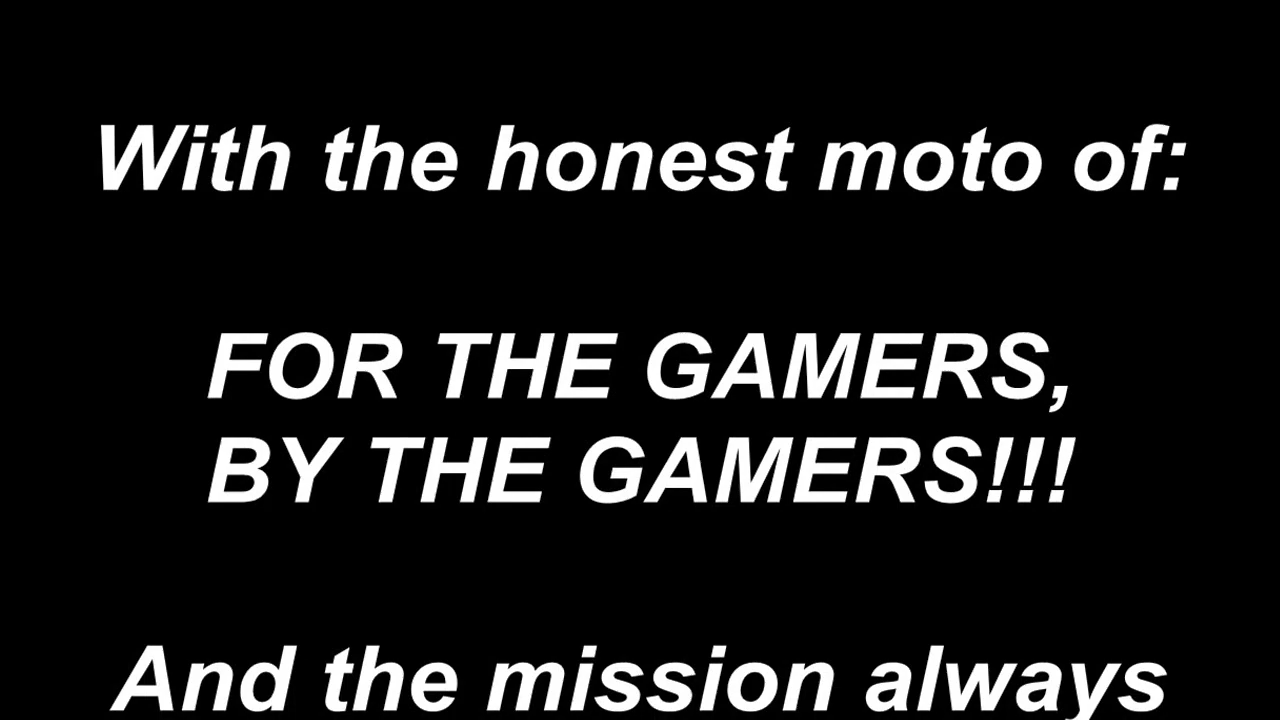 With the honest moto of:
FOR THE GAMERS,
BY THE GAMERS!!!
And the mission always